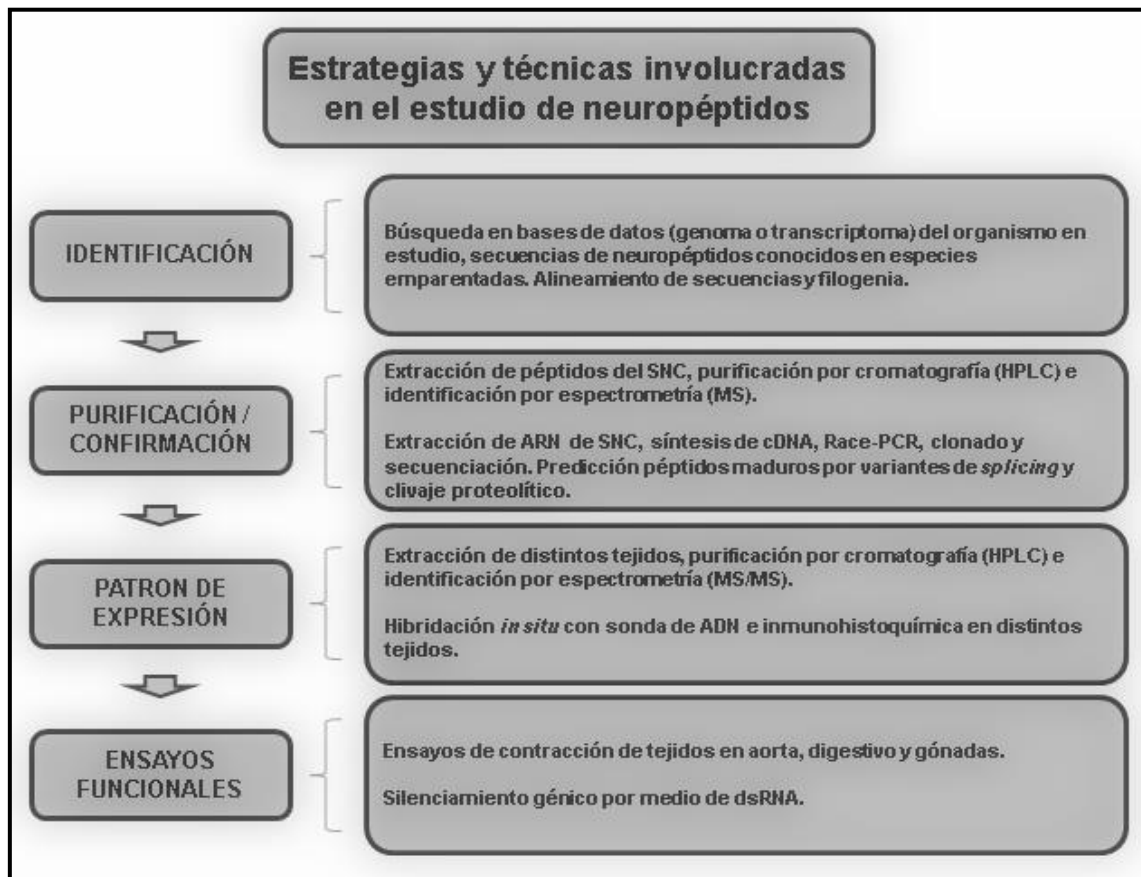 Estrategias y técnicas involucradas
en el estudio de neuropéptidos
IDENTIFICACIÓN
Búsqueda en bases de datos (genoma o transcriptoma) del organismo en
estudio, secuencias de neuropéptidos conocidos en especies
emparentadas. Alineamiento de secuencias y filogenia.
PURIFICACIÓN /
CONFIRMACIÓN
Extracción de péptidos del SNC, purificación por cromatografía (HPLC) e
identificación por espectrometría (MS).
Extracción de ARN de SNC, síntesis de cDNA, Race-PCR, clonado y
secuenciación. Predicción péptidos maduros por variantes de splicing y
clivaje proteolítico.
PATRON DE
EXPRESIÓN
Extracción de distintos tejidos, purificación por cromatografía (HPLC) e
identificación por espectrometría (MS/MS).
Hibridación in situ con sonda de ADN e inmunohistoquímica en distintos
tejidos.
ENSAYOS
FUNCIONALES
Ensayos de contracción de tejidos en aorta, digestivo y gónadas.
Silenciamiento génico por medio de dsRNA.